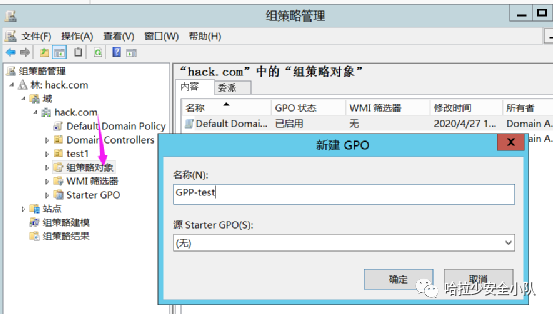 组策略管理
文件(F) 操作(A) 查看(V) 窗口(W) 帮助(H)
组策略管理
林: hack.com
域
hack.com
Default Domain Policy
Domain Controllers
test1
组策略对象
WMI 筛选器
Starter GPO
站点
组策略建模
组策略结果
“hack.com”中的“组策略对象”
内容 委派
名称 GPO 状态 WMI 筛选器 修改时间 所有者
Default Domai... 已启用 无 2020/4/27 1... Domain A...
新建 GPO
名称(N):
GPP-test
源 Starter GPO(S):
(无)
确定 取消
哈拉少安全小队